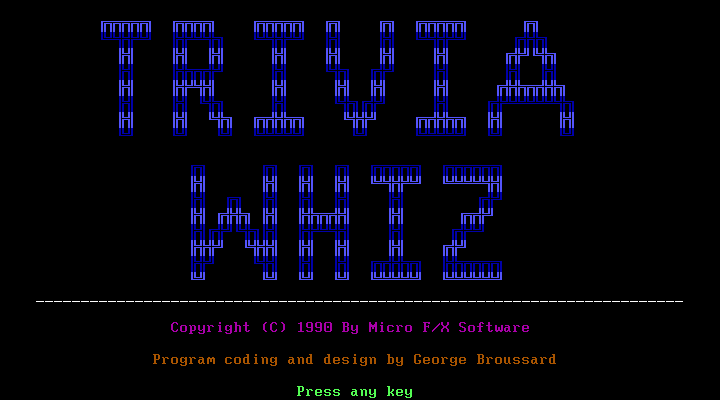 TRIVIA
WHIZ
Copyright (C) 1990 By Micro F/X Software
Program coding and design by George Broussard
Press any key